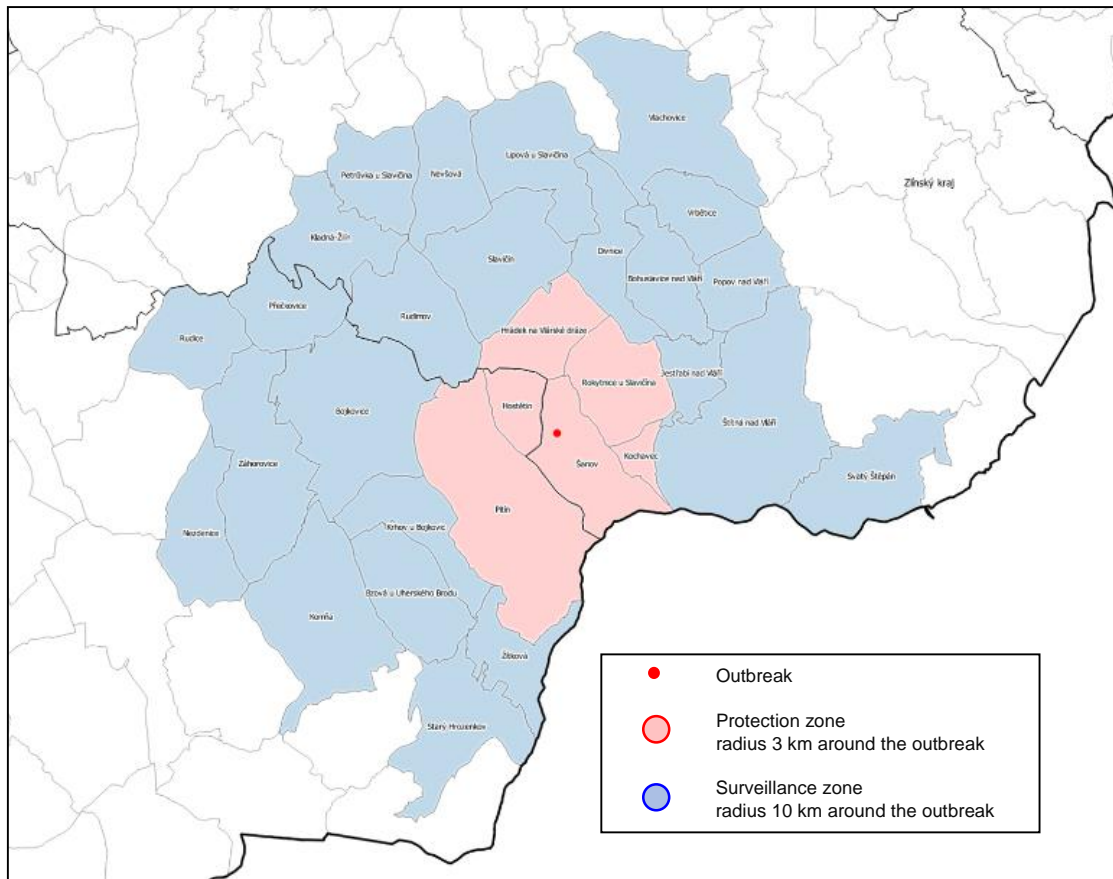 Vlachovice
Lipová u Slavičína
Petrůvka u Slavičína
Nevšová
Zlínský kraj
Vrbětice
Kladná-Žilín
Slavičín
Divnice
Bohuslavice nad Vláří
Popov nad Vláří
Přečkovice
Rudimov
Rudice
Hrádek na Vlárské dráze
Jestřabí nad Vláří
Rokytnice u Slavičína
Hostětín
Bojkovice
Štítná nad Vláří
Kochavec
Záhorovice
Šanov
Svatý Štěpán
Pitín
Krhov u Bojkovic
Nezdenice
Bzová u Uherského Brodu
Komňa
Žítková
Starý Hrozenkov
Outbreak
Protection zone
radius 3 km around the outbreak
Surveillance zone
radius 10 km around the outbreak